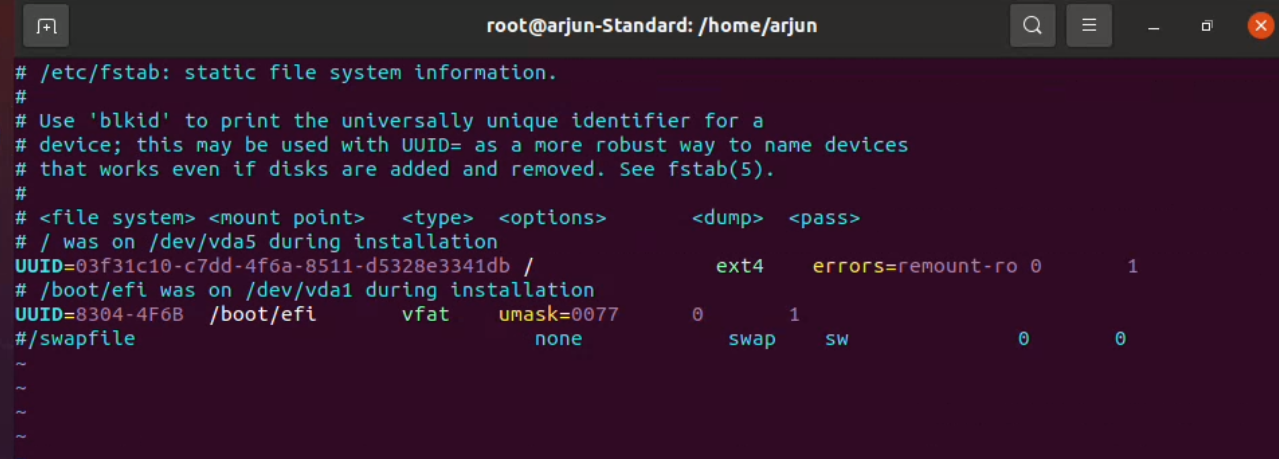 root@arjun-Standard: /home/arjun
# /etc/fstab: static file system information.
#
# Use 'blkid' to print the universally unique identifier for a
# device; this may be used with UUID= as a more robust way to name devices
# that works even if disks are added and removed. See fstab(5).
#
# <file system> <mount point>   <type>  <options>       <dump>  <pass>
# / was on /dev/vda5 during installation
UUID=03f31c10-c7dd-4f6a-8511-d5328e3341db /               ext4    errors=remount-ro 0       1
# /boot/efi was on /dev/vda1 during installation
UUID=8304-4F6B  /boot/efi       vfat    umask=0077      0       1
#/swapfile                                 none            swap    sw              0       0
~
~
~
~